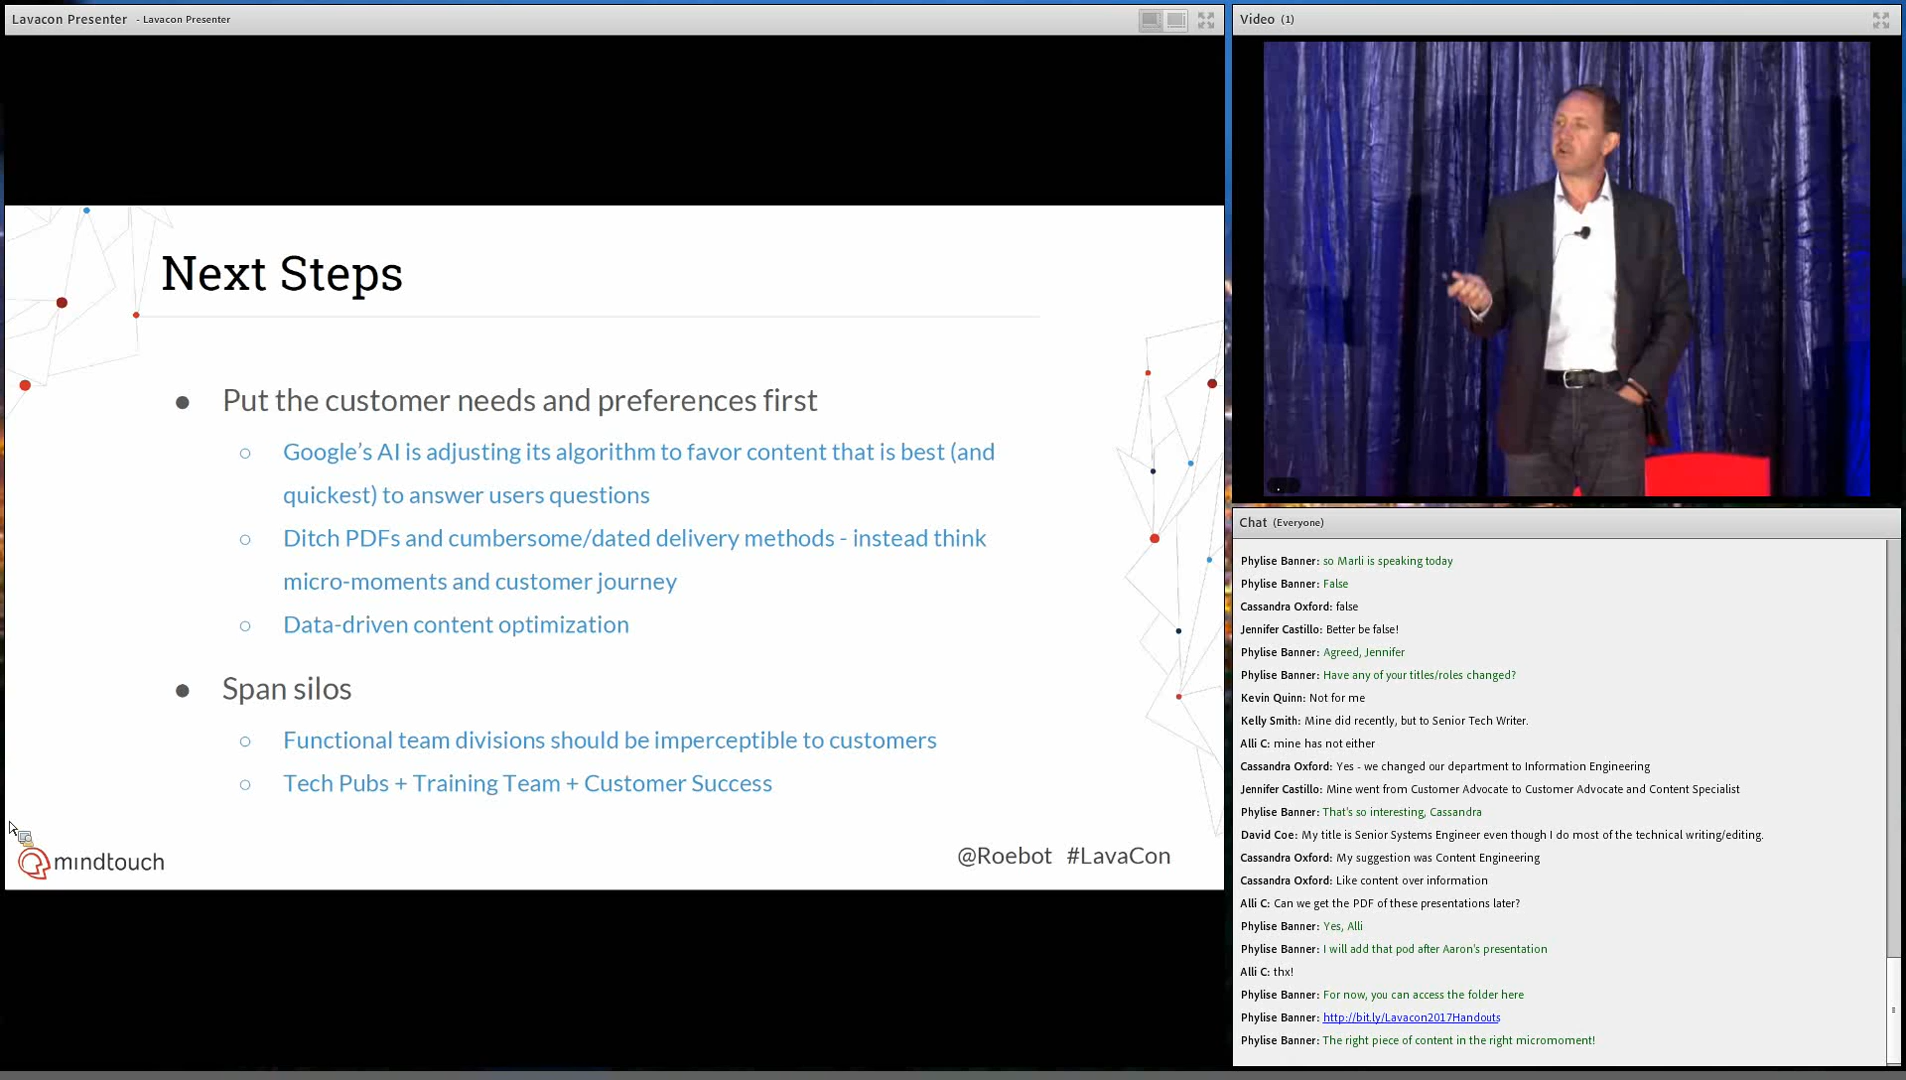 Lavacon Presenter - Lavacon Presenter
Next Steps
● Put the customer needs and preferences first
○ Google’s AI is adjusting its algorithm to favor content that is best (and
quickest) to answer users questions
○ Ditch PDFs and cumbersome/dated delivery methods - instead think
micro-moments and customer journey
○ Data-driven content optimization
● Span silos
○ Functional team divisions should be imperceptible to customers
○ Tech Pubs + Training Team + Customer Success
mindtouch
@Roebot #LavaCon
Video (1)
Chat (Everyone)
Phylise Banner: so Marli is speaking today
Phylise Banner: False
Cassandra Oxford: false
Jennifer Castillo: Better be false!
Phylise Banner: Agreed, Jennifer
Phylise Banner: Have any of your titles/roles changed?
Kevin Quinn: Not for me
Kelly Smith: Mine did recently, but to Senior Tech Writer.
Alli C: mine has not either
Cassandra Oxford: Yes - we changed our department to Information Engineering
Jennifer Castillo: Mine went from Customer Advocate to Customer Advocate and Content Specialist
Phylise Banner: That's so interesting, Cassandra
David Coe: My title is Senior Systems Engineer even though I do most of the technical writing/editing.
Cassandra Oxford: My suggestion was Content Engineering
Cassandra Oxford: Like content over information
Alli C: Can we get the PDF of these presentations later?
Phylise Banner: Yes, Alli
Phylise Banner: I will add that pod after Aaron's presentation
Alli C: thx!
Phylise Banner: For now, you can access the folder here
Phylise Banner: http://bit.ly/Lavacon2017Handouts
Phylise Banner: The right piece of content in the right micromoment!